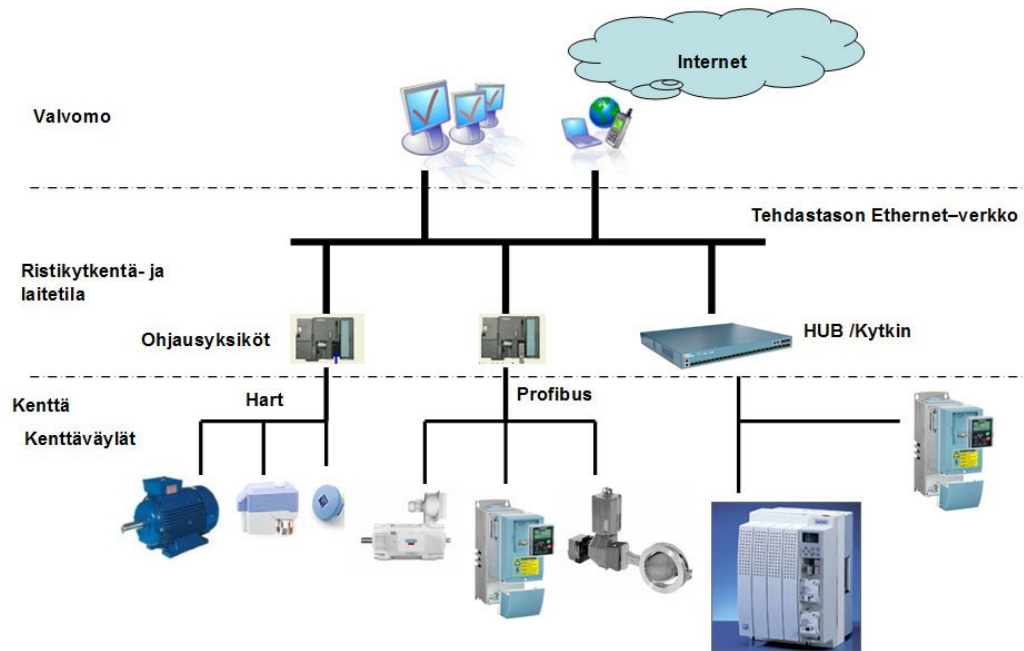 Internet
Valvomo
Tehdastason Ethernet–verkko
Ristikytkentä- ja
laitetila
Ohjausyksiköt
HUB /Kytkin
Kenttä
Hart
Profibus
Kenttäväylät